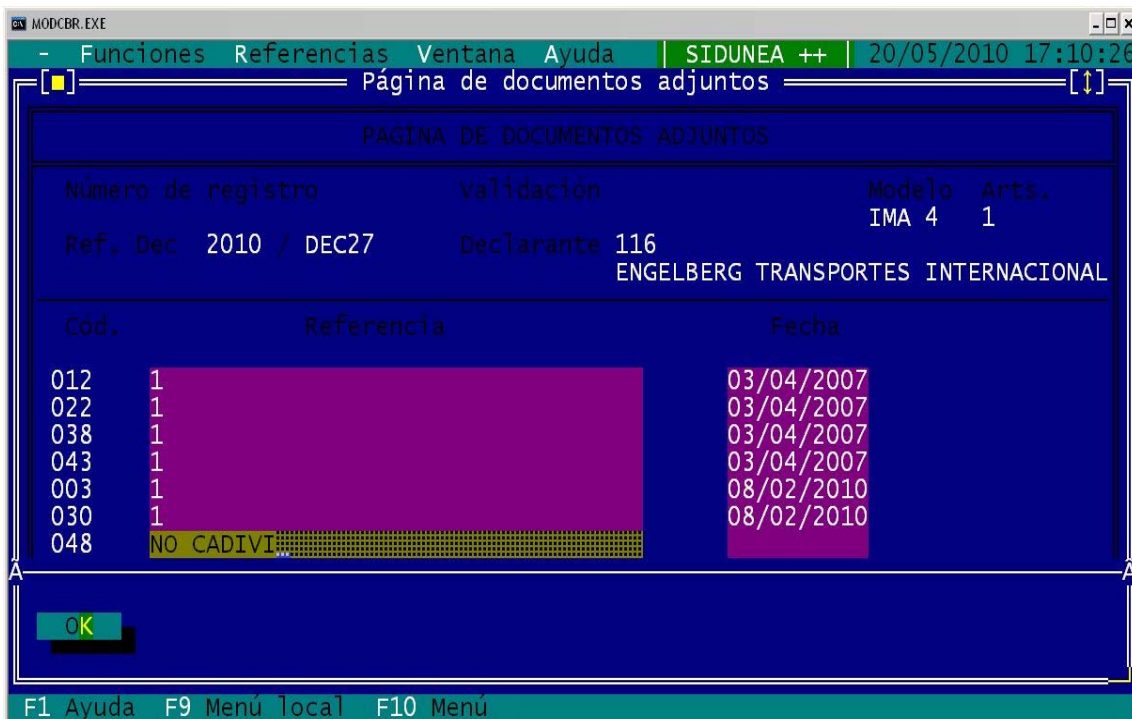 MODCBR.EXE
- Funciones Referencias Ventana Ayuda | SIDUNEA ++ | 20/05/2010 17:10:26
Página de documentos adjuntos
PAGINA DE DOCUMENTOS ADJUNTOS
Número de registro Validación Modelo Arts.
IMA 4 1
Ref. Dec 2010 / DEC27 Declarante 116
ENGELBERG TRANSPORTES INTERNACIONAL
Cód. Referencia Fecha
012 1 03/04/2007
022 1 03/04/2007
038 1 03/04/2007
043 1 03/04/2007
003 1 08/02/2010
030 1 08/02/2010
048 NO CADIVI
OK
F1 Ayuda F9 Menú local F10 Menú